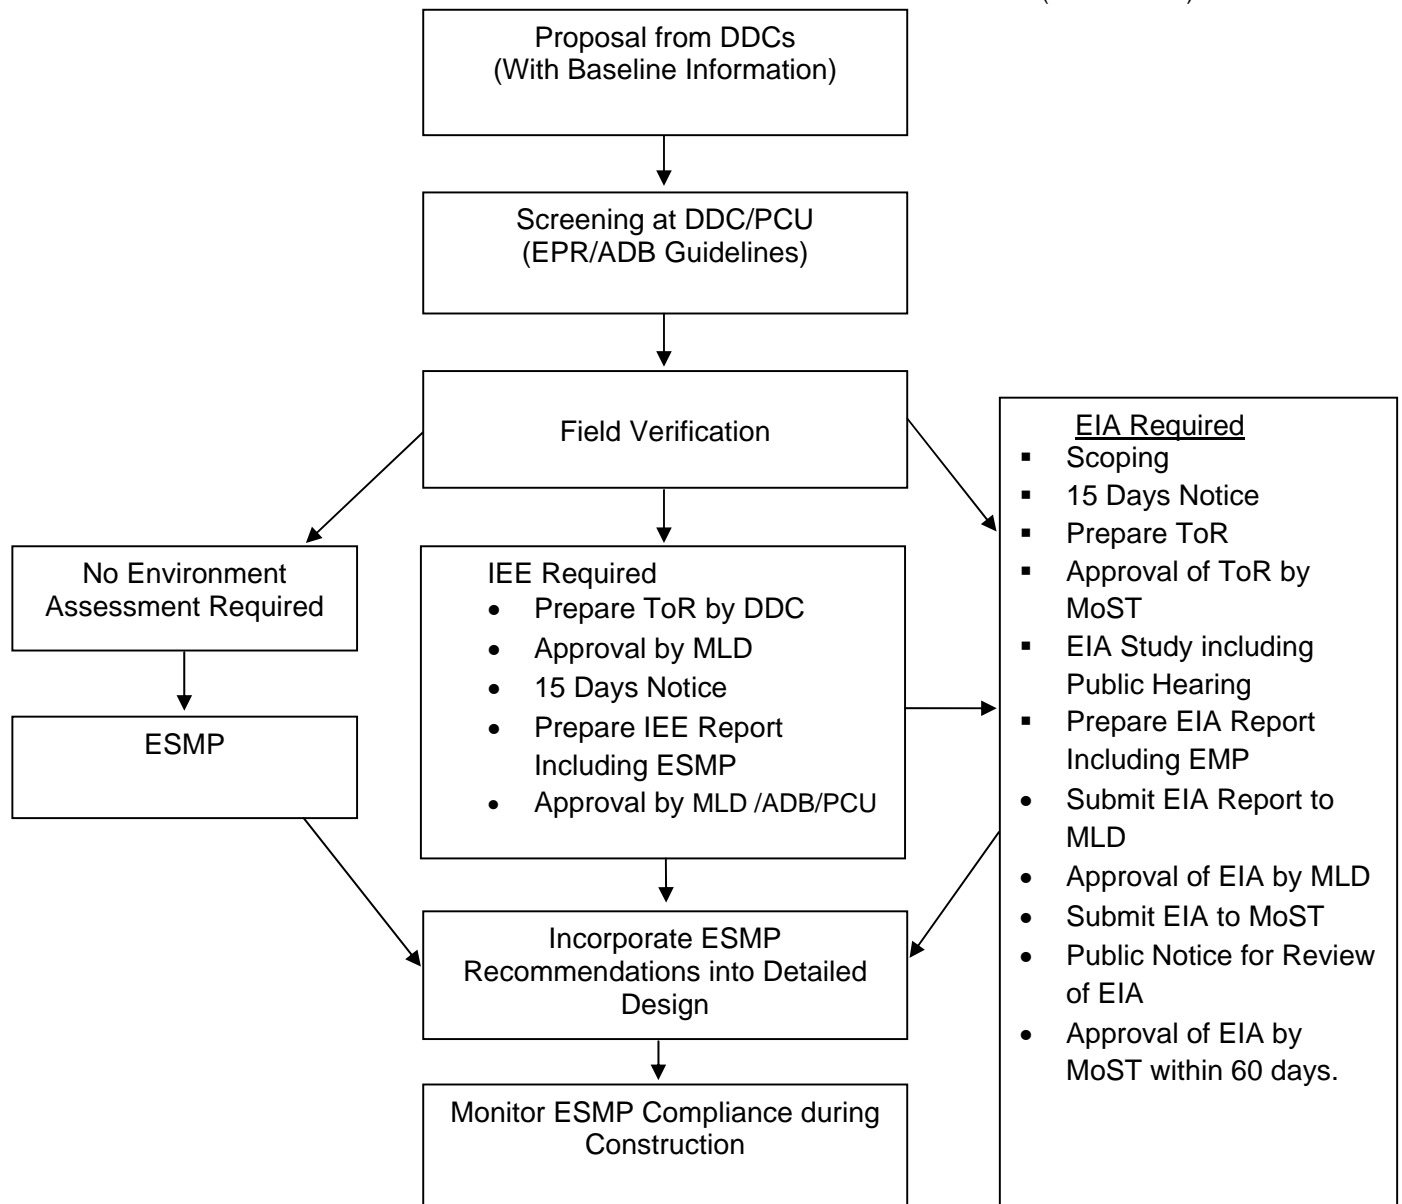 Proposal from DDCs
(With Baseline Information)
Screening at DDC/PCU
(EPR/ADB Guidelines)
Field Verification
No Environment
Assessment Required
ESMP
IEE Required
• Prepare ToR by DDC
• Approval by MLD
• 15 Days Notice
• Prepare IEE Report
Including ESMP
• Approval by MLD /ADB/PCU
EIA Required
▪ Scoping
▪ 15 Days Notice
▪ Prepare ToR
▪ Approval of ToR by
MoST
▪ EIA Study including
Public Hearing
▪ Prepare EIA Report
Including EMP
• Submit EIA Report to
MLD
• Approval of EIA by MLD
• Submit EIA to MoST
• Public Notice for Review
of EIA
• Approval of EIA by
MoST within 60 days.
Incorporate ESMP
Recommendations into Detailed
Design
Monitor ESMP Compliance during
Construction